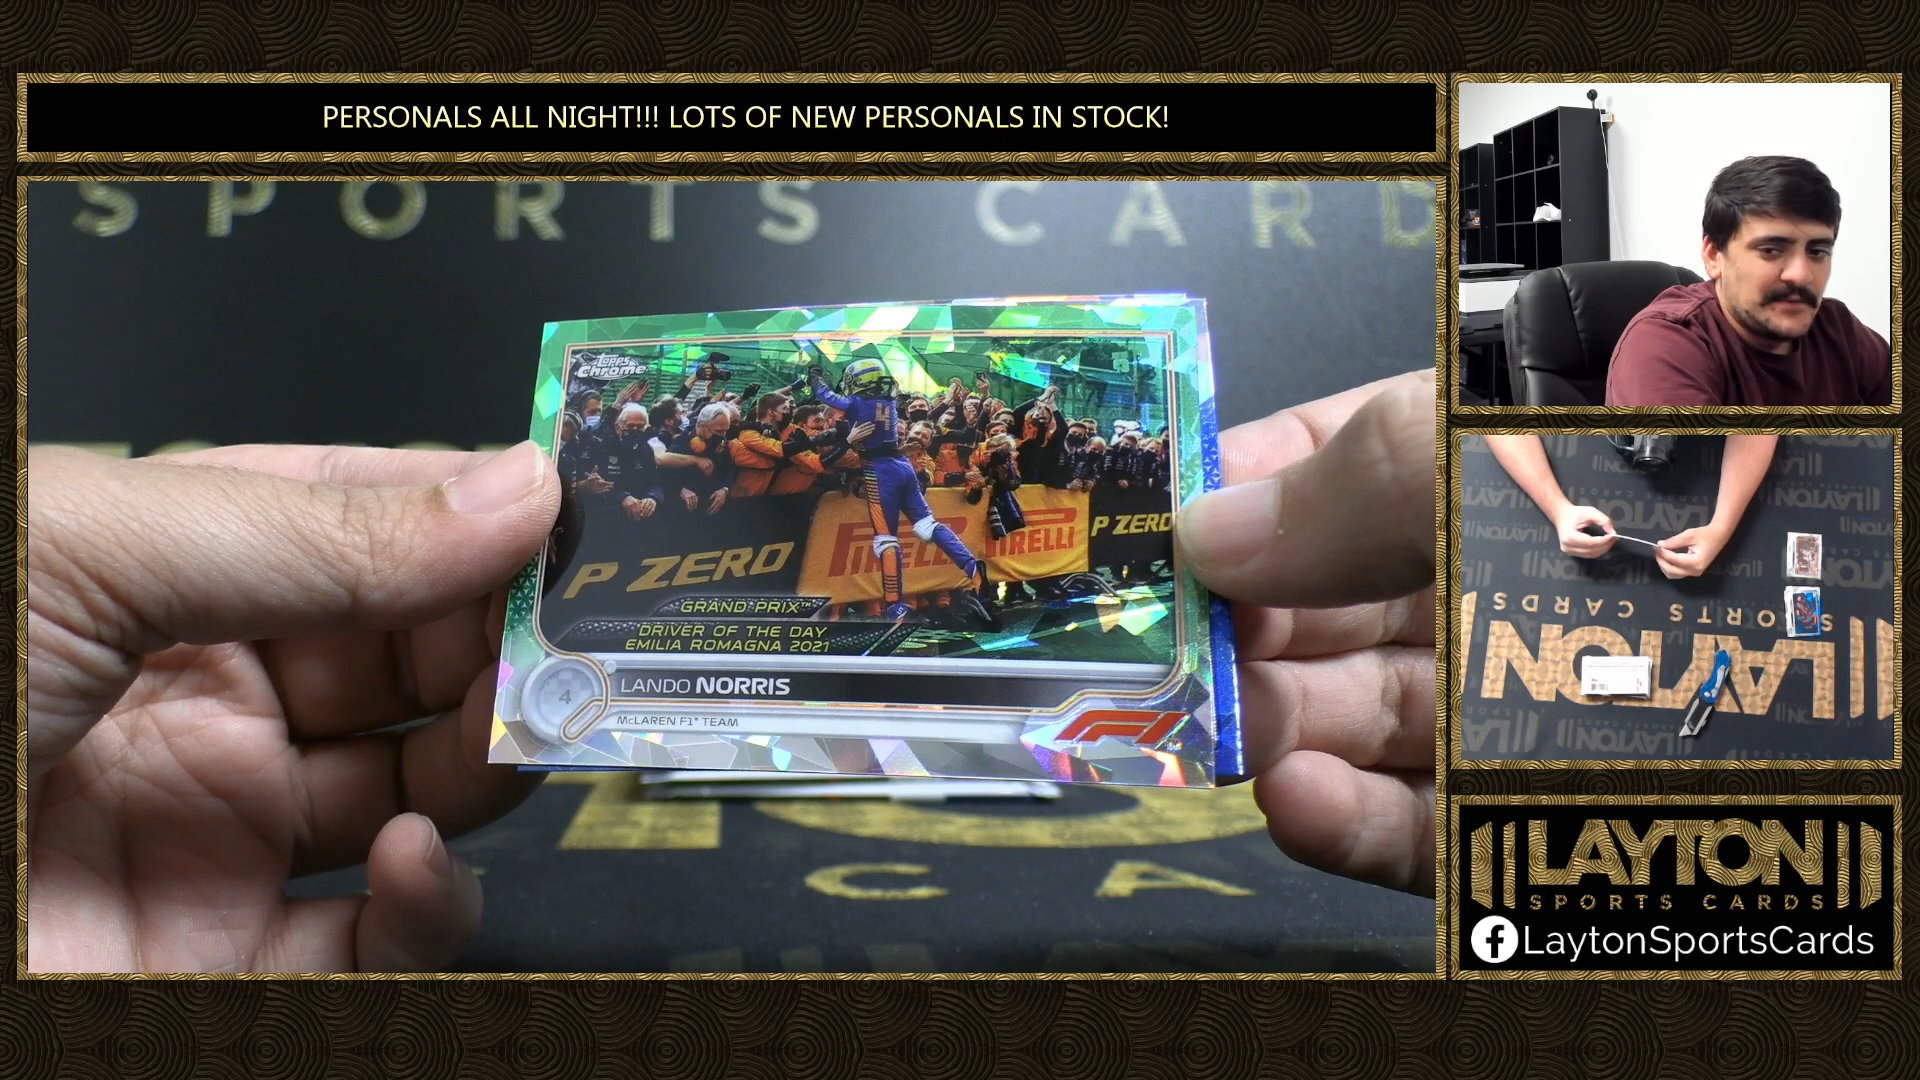 PERSONALS ALL NIGHT!!! LOTS OF NEW PERSONALS IN STOCK!
SPORTS CARD
Topps
Chrome
PIRELLI
PIRELLI
P ZERO
P ZERO
GRAND PRIX™
DRIVER OF THE DAY
EMILIA ROMAGNA 2021
4
LANDO NORRIS
McLAREN F1® TEAM
F1
C A
LAYTON
SPORTS CARDS
LAYTON
SPORTS CARDS
LaytonSportsCards